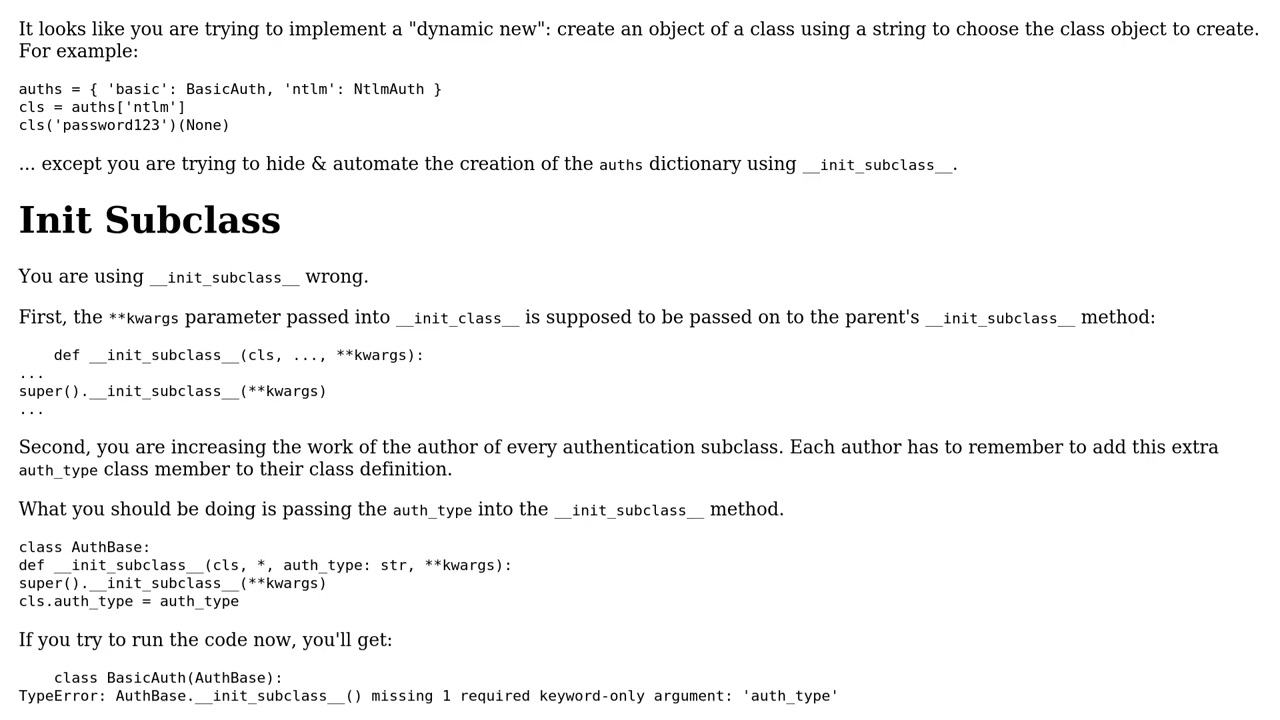 It looks like you are trying to implement a "dynamic new": create an object of a class using a string to choose the class object to create.
For example:
auths = { 'basic': BasicAuth, 'ntlm': NtlmAuth }
cls = auths['ntlm']
cls('password123')(None)
... except you are trying to hide & automate the creation of the auths dictionary using __init_subclass__.
Init Subclass
You are using __init_subclass__ wrong.
First, the **kwargs parameter passed into __init_class__ is supposed to be passed on to the parent's __init_subclass__ method:
    def __init_subclass__(cls, ..., **kwargs):
...
super().__init_subclass__(**kwargs)
...
Second, you are increasing the work of the author of every authentication subclass. Each author has to remember to add this extra
auth_type class member to their class definition.
What you should be doing is passing the auth_type into the __init_subclass__ method.
class AuthBase:
def __init_subclass__(cls, *, auth_type: str, **kwargs):
super().__init_subclass__(**kwargs)
cls.auth_type = auth_type
If you try to run the code now, you'll get:
    class BasicAuth(AuthBase):
TypeError: AuthBase.__init_subclass__() missing 1 required keyword-only argument: 'auth_type'